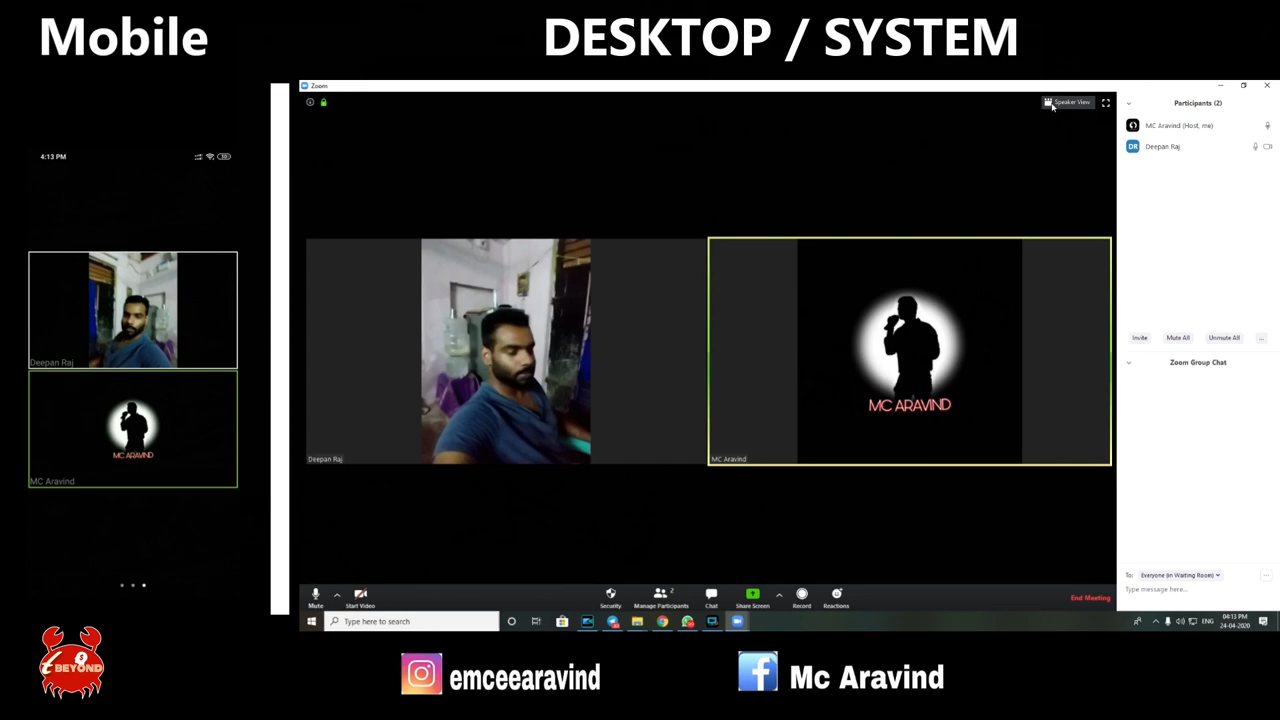 Mobile
DESKTOP / SYSTEM
4:13 PM
Deepan Raj
MC ARAVIND
MC Aravind
Zoom
Speaker View
Deepan Raj
MC ARAVIND
MC Aravind
Mute
Start Video
Security
2
Manage Participants
Chat
Share Screen
Record
Reactions
End Meeting
Participants (2)
MC Aravind (Host, me)
DR Deepan Raj
Invite
Mute All
Unmute All
...
Zoom Group Chat
To: Everyone (in Waiting Room)
...
Type message here...
Type here to search
ENG
04:13 PM
24-04-2020
BEYOND
emceearavind
f Mc Aravind